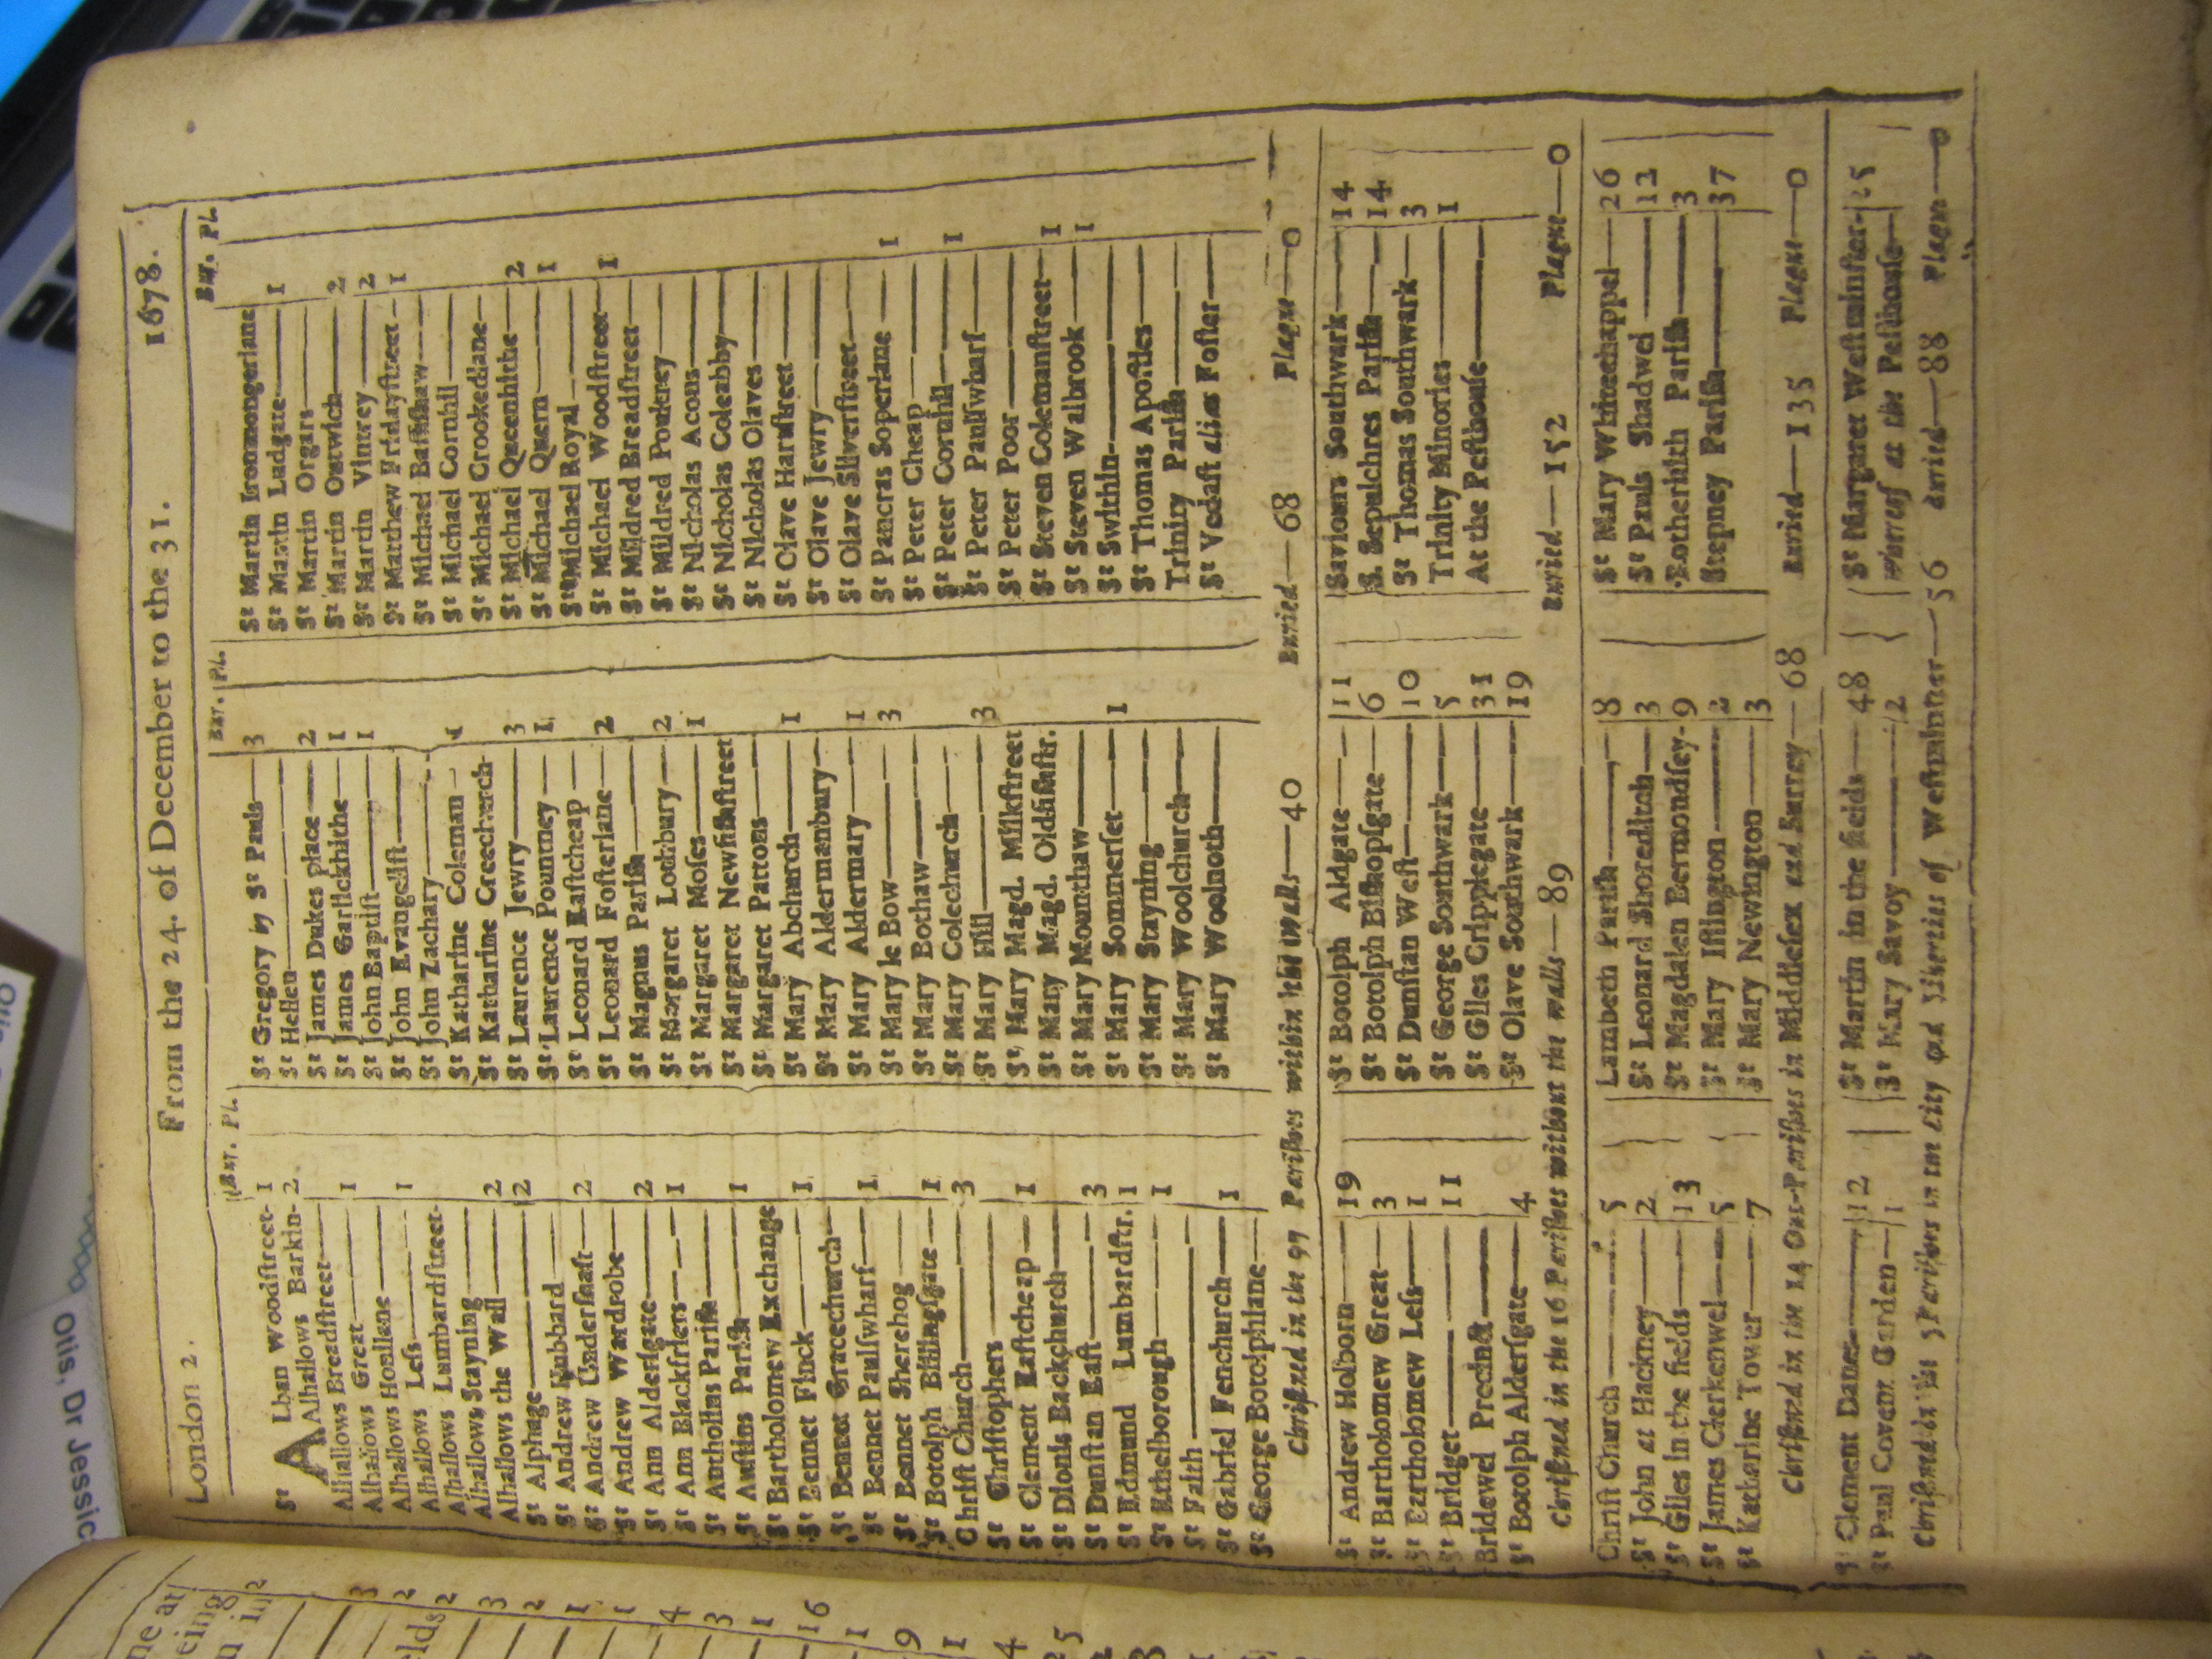 London 2. From the 24. of December to the 31. 1678.
Bur. Pl.
St ALban Woodſtreet- 1
Alhallows Barkin- 2
Alhallows Breadſtreet——
Alhallows Great—— 1
Alhallows Honilane——
Alhallows Leſs—— 1
Alhallows Lumbardſtreet-
Alhallows Stayning—— 2
Alhallows the Wall—— 2
St Alphage——
St Andrew Hubbard—— 2
St Andrew Underſhaft——
St Andrew Wardrobe—— 2
St Ann Alderſgate—— 1
St Ann Blackfriers——
St Antholins Pariſh—— 1
St Auſtins Pariſh——
St Bartholomew Exchange
St Bennet Finck—— 1
St Bennet Gracechurch——
St Bennet Paulſwharf—— 1
St Bennet Sherehog——
St Botolph Billingſgate— 1
Chriſt Church—— 3
St Chriſtophers——
St Clement Eaſtcheap— 1
St Dionis Backchurch——
St Dunſtan Eaſt—— 3
St Edmund Lumbardſtr. 1
St Ethelborough—— 1
St Faith——
St Gabriel Fenchurch— 1
St George Botolphlane—
Bur. Pl.
St Gregory by St Pauls— 3
St Hellen——
St James Dukes place— 2
St James Garlickhithe— 1
St John Baptiſt—— 1
St John Evangeliſt——
St John Zachary——
St Katharine Coleman— 1
St Katharine Creechurch-
St Laurence Jewry—— 3
St Laurence Pountney— 1
St Leonard Eaſtcheap—
St Leonard Foſterlane— 2
St Magnus Pariſh——
St Margaret Lothbury— 2
St Margaret Moſes—— 1
St Margaret Newfiſhſtreet
St Margaret Pattons——
St Mary Abchurch—— 1
St Mary Aldermanbury—
St Mary Aldermary—— 1
St Mary le Bow—— 3
St Mary Bothaw——
St Mary Colechurch——
St Mary Hill—— 3
St Mary Magd. Milkſtreet
St Mary Magd. Oldfiſhſtr.
St Mary Mounthaw——
St Mary Sommerſet—— 1
St Mary Stayning——
St Mary Woolchurch——
St Mary Woolnoth——
Bur. Pl.
St Martin Ironmongerlane
St Martin Ludgate—— 1
St Martin Orgars——
St Martin Outwich—— 2
St Martin Vintrey—— 2
St Matthew Fridayſtreet- 1
St Michael Baſſiſhaw——
St Michael Cornhil——
St Michael Crookedlane—
St Michael Queenhithe— 2
St Michael Quern—— 1
St Michael Royal——
St Michael Woodſtreet— 1
St Mildred Breadſtreet—
St Mildred Poultrey——
St Nicholas Acons——
St Nicholas Coleabby——
St Nicholas Olaves——
St Olave Hartſtreet——
St Olave Jewry——
St Olave Silverſtreet——
St Pancras Soperlane— 1
St Peter Cheap——
St Peter Cornhil—— 1
St Peter Paulſwharf——
St Peter Poor——
St Steven Colemanſtreet— 1
St Steven Walbrook—— 1
St Swithin——
St Thomas Apoſtles——
Trinity Pariſh——
St Vedaſt alias Foſter——
Chriſtned in the 97 Pariſhes within the walls—40 Buried—68 Plague—0
St Andrew Holborn—— 19
St Bartholomew Great— 3
St Bartholomew Leſs— 1
St Bridget—— 11
Bridewel Precinct——
St Botolph Alderſgate— 4
St Botolph Aldgate—— 11
St Botolph Biſhopſgate— 6
St Dunſtan Weſt—— 10
St George Southwark— 5
St Giles Cripplegate— 31
St Olave Southwark— 19
Saviours Southwark— 14
S. Sepulchres Pariſh— 14
St Thomas Southwark— 3
Trinity Minories—— 1
At the Peſthouſe——
Chriſtned in the 16 Pariſhes without the walls—89 Buried—152 Plague—0
Chriſt Church—— 5
St John at Hackney— 2
St Giles in the fields— 13
St James Clerkenwel— 5
St Katharine Tower— 7
Lambeth Pariſh—— 8
St Leonard Shoreditch— 3
St Magdalen Bermondſey- 9
St Mary Iſlington—— 2
St Mary Newington— 3
St Mary Whitechappel— 26
St Pauls Shadwel—— 12
Rotherhith Pariſh—— 3
Stepney Pariſh—— 37
Chriſtned in the 14 Out-Pariſhes in Middleſex and Surrey—68 Buried—135 Plague—0
St Clement Danes—— 12
St Paul Covent Garden— 1
St Martin in the fields— 48
St Mary Savoy—— 2
St Margaret Weſtminſter- 25
Whereof at the Peſthouſe—
Chriſtned in the 5 Pariſhes in the City and Liberties of Weſtminſter—56 Buried—88 Plague—0
Otis, Dr Jessic